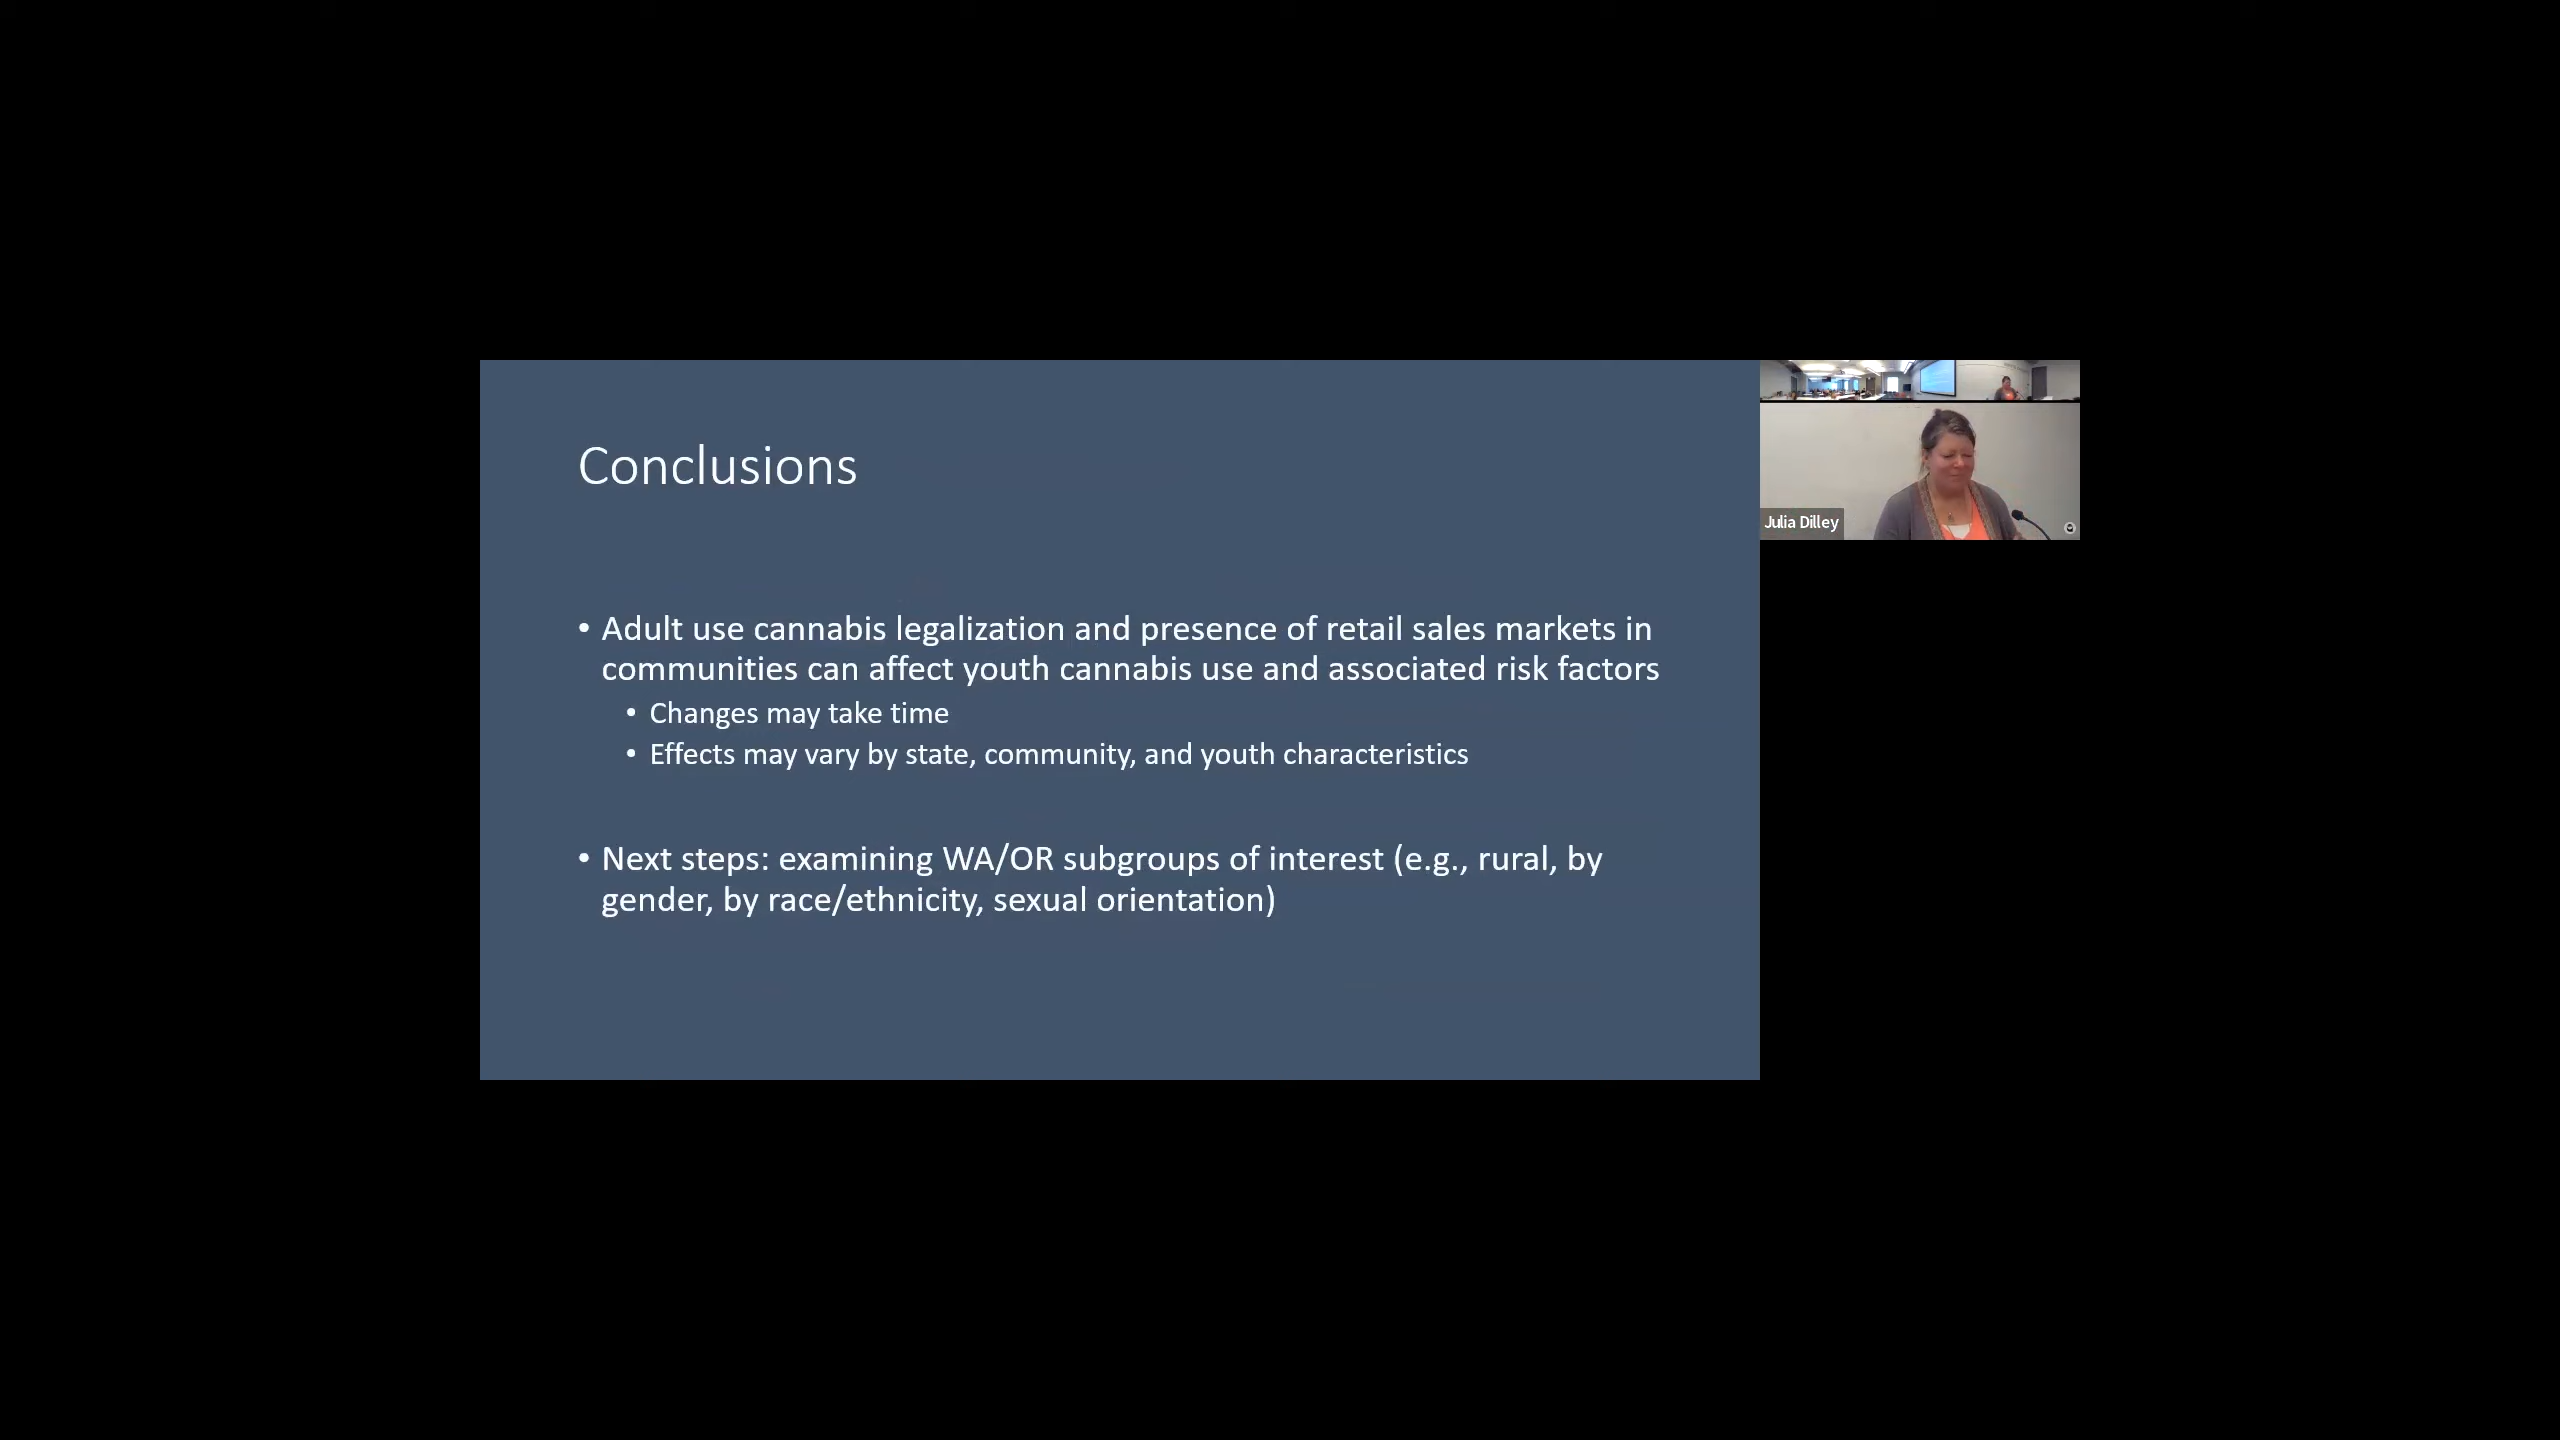 Conclusions
• Adult use cannabis legalization and presence of retail sales markets in
communities can affect youth cannabis use and associated risk factors
• Changes may take time
• Effects may vary by state, community, and youth characteristics
• Next steps: examining WA/OR subgroups of interest (e.g., rural, by
gender, by race/ethnicity, sexual orientation)
Julia Dilley